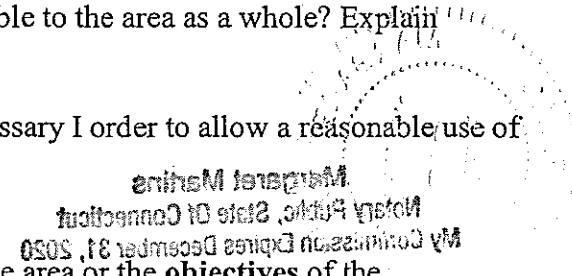 ble to the area as a whole? Explain
ssary I order to allow a reasonable use of
Margaret Martins
Notary Public, State Of Connecticut
My Commission Expires December 31, 2020
e area or the objectives of the